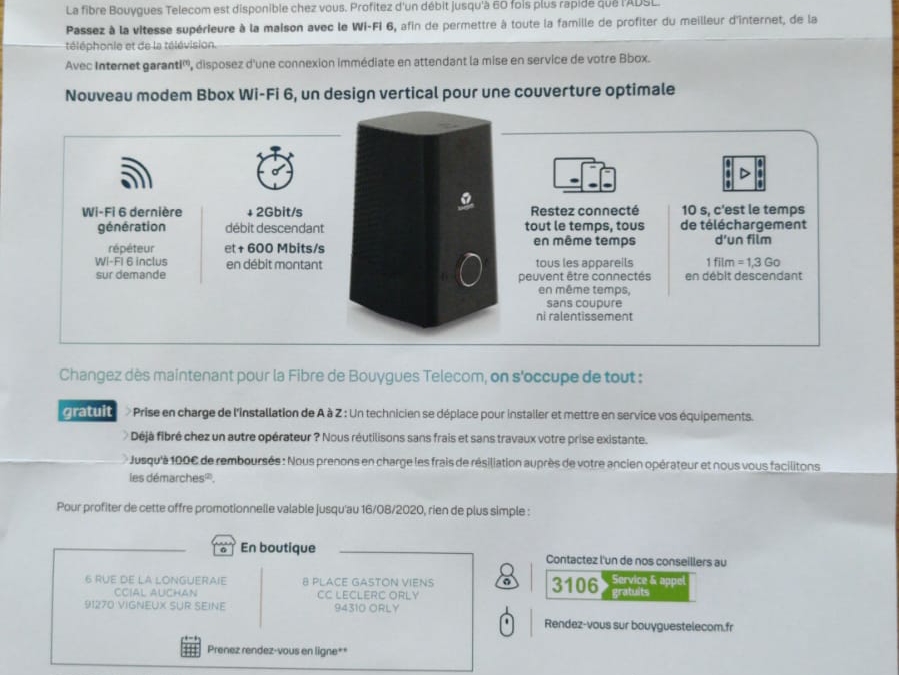 La fibre Bouygues Telecom est disponible chez vous. Profitez d'un débit jusqu'à 60 fois plus rapide que l'ADSL.
Passez à la vitesse supérieure à la maison avec le Wi-Fi 6, afin de permettre à toute la famille de profiter du meilleur d'internet, de la
téléphonie et de la télévision.
Avec Internet garanti(1), disposez d'une connexion immédiate en attendant la mise en service de votre Bbox.
Nouveau modem Bbox Wi-Fi 6, un design vertical pour une couverture optimale
Wi-Fi 6 dernière
génération
répéteur
Wi-Fi 6 inclus
sur demande
↓ 2Gbit/s
débit descendant
et ↑ 600 Mbits/s
en débit montant
Restez connecté
tout le temps, tous
en même temps
tous les appareils
peuvent être connectés
en même temps,
sans coupure
ni ralentissement
10 s, c'est le temps
de téléchargement
d'un film
1 film = 1,3 Go
en débit descendant
Changez dès maintenant pour la Fibre de Bouygues Telecom, on s'occupe de tout :
gratuit > Prise en charge de l'installation de A à Z : Un technicien se déplace pour installer et mettre en service vos équipements.
> Déjà fibré chez un autre opérateur ? Nous réutilisons sans frais et sans travaux votre prise existante.
> Jusqu'à 100€ de remboursés : Nous prenons en charge les frais de résiliation auprès de votre ancien opérateur et nous vous facilitons
les démarches(2).
Pour profiter de cette offre promotionnelle valable jusqu'au 16/08/2020, rien de plus simple :
En boutique
6 RUE DE LA LONGUERAIE
CCIAL AUCHAN
91270 VIGNEUX SUR SEINE
8 PLACE GASTON VIENS
CC LECLERC ORLY
94310 ORLY
Prenez rendez-vous en ligne**
Contactez l'un de nos conseillers au
3106 Service & appel
gratuits
Rendez-vous sur bouyguestelecom.fr